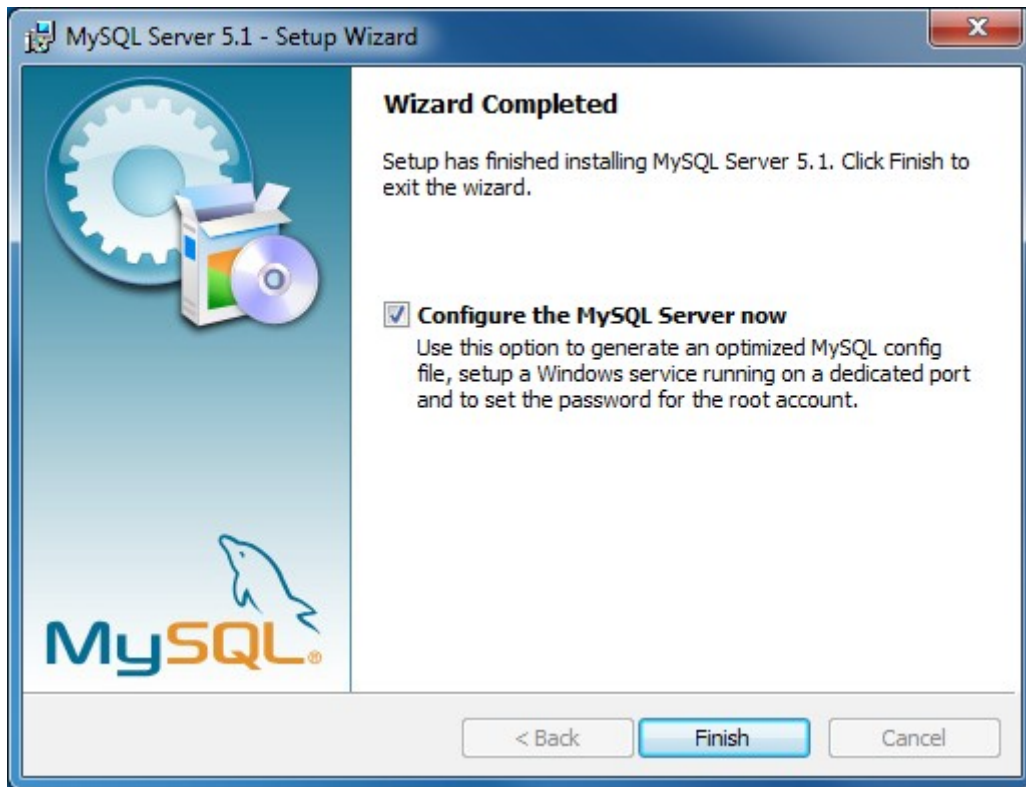 MySQL Server 5.1 - Setup Wizard
Wizard Completed
Setup has finished installing MySQL Server 5.1. Click Finish to
exit the wizard.
Configure the MySQL Server now
Use this option to generate an optimized MySQL config
file, setup a Windows service running on a dedicated port
and to set the password for the root account.
MySQL®
< Back
Finish
Cancel